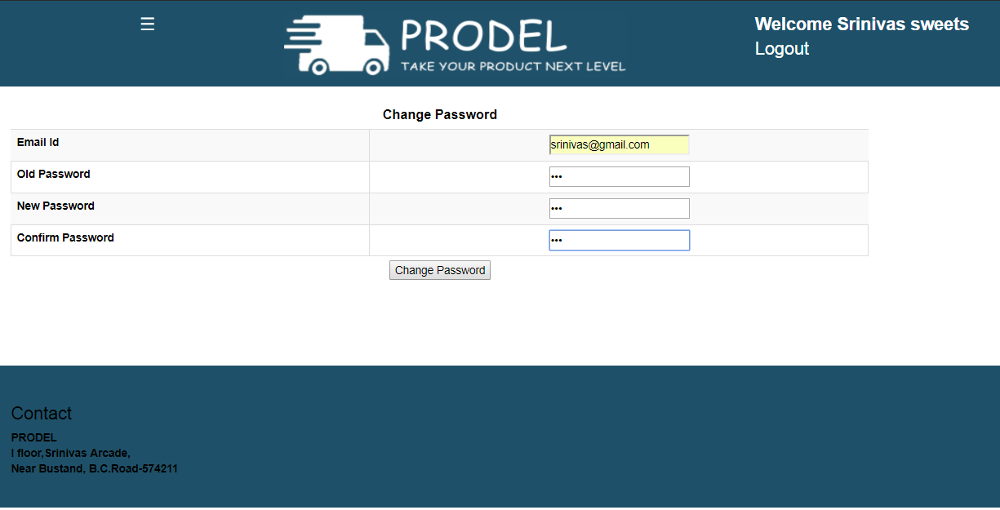 ☰
PRODEL
TAKE YOUR PRODUCT NEXT LEVEL
Welcome Srinivas sweets
Logout
Change Password
Email Id
srinivas@gmail.com
Old Password
•••
New Password
•••
Confirm Password
•••
Change Password
Contact
PRODEL
I floor,Srinivas Arcade,
Near Bustand, B.C.Road-574211